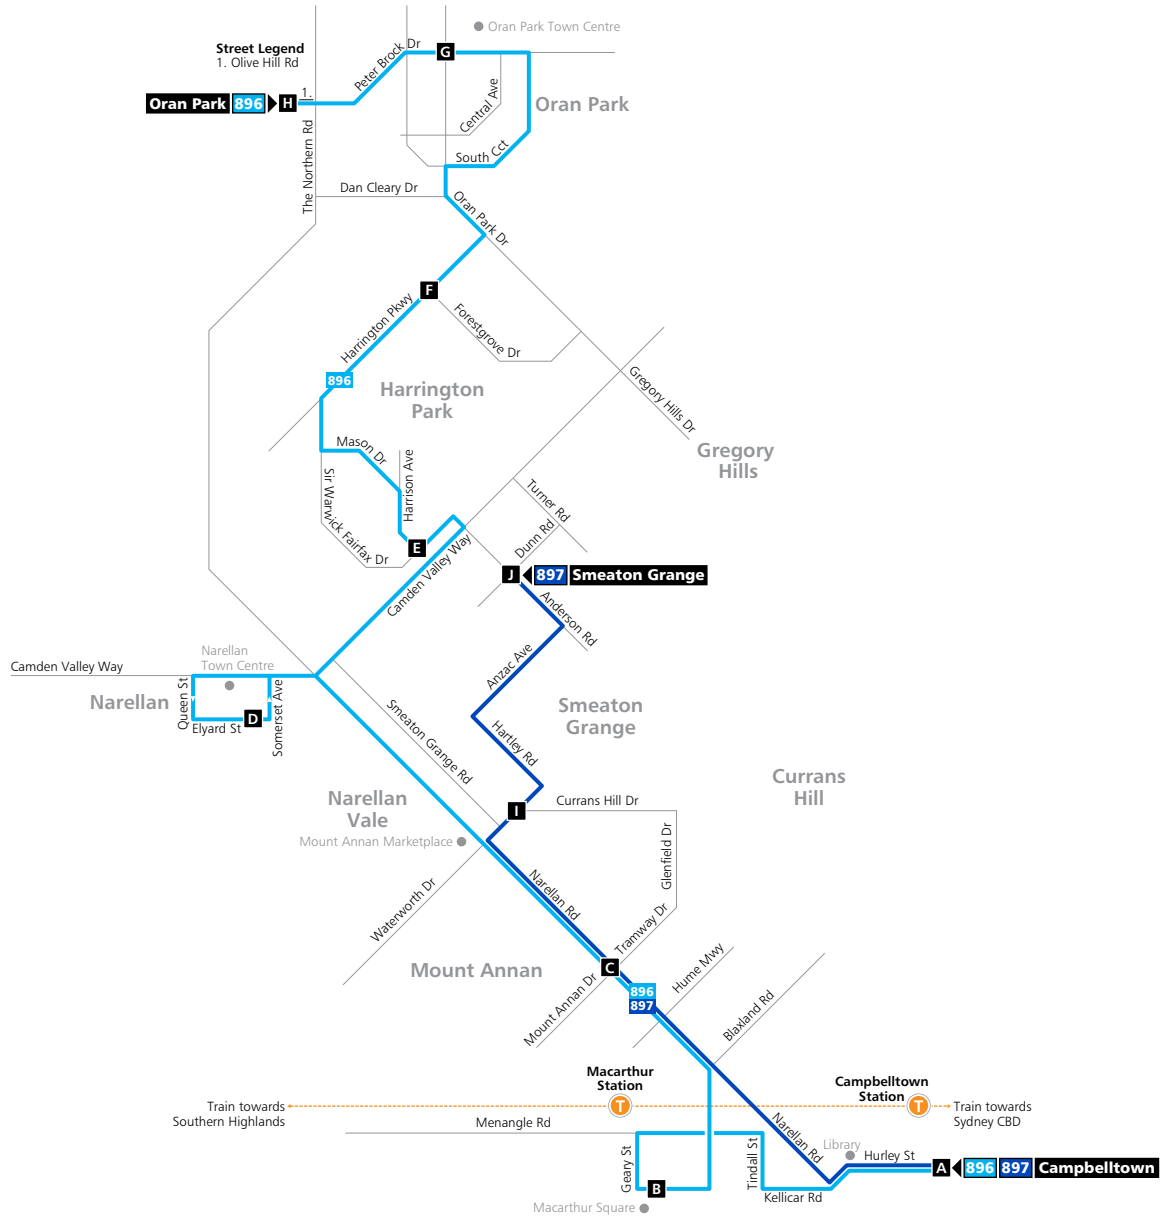 Oran Park Town Centre
Street Legend
1. Olive Hill Rd
Peter Brock Dr
G
Oran Park 896
H
1.
Central Ave
Oran Park
The Northern Rd
South Cct
Dan Cleary Dr
Oran Park Dr
F
Harrington Pkwy
Forestgrove Dr
896
Harrington
Park
Gregory Hills Dr
Gregory
Hills
Mason Dr
Harrison Ave
Sir Warwick Fairfax Dr
Turner Rd
Dunn Rd
E
Camden Valley Way
J
897 Smeaton Grange
Anderson Rd
Anzac Ave
Narellan
Town Centre
Camden Valley Way
Narellan
Queen St
Elyard St
D
Somerset Ave
Smeaton Grange Rd
Smeaton
Grange
Hartley Rd
Currans
Hill
Narellan
Vale
I
Currans Hill Dr
Mount Annan Marketplace
Glenfield Dr
Waterworth Dr
Narellan Rd
Tramway Dr
Mount Annan
C
Mount Annan Dr
896
897
Hume Mwy
Blaxland Rd
Macarthur
Station
T
Campbelltown
Station
T
Train towards
Southern Highlands
Train towards
Sydney CBD
Menangle Rd
Narellan Rd
Library
Hurley St
A
896 897 Campbelltown
Geary St
B
Tindall St
Kellicar Rd
Macarthur Square